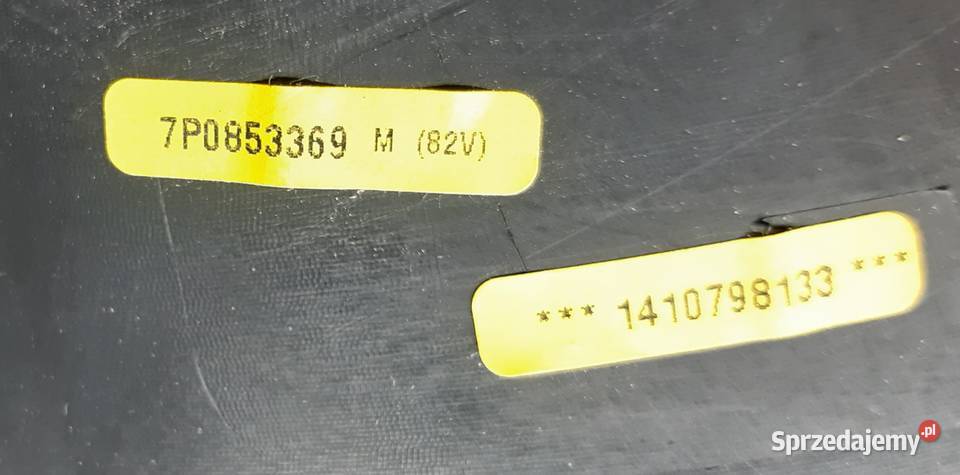 7P0853369 M (82V)
*** 1410798133 ***
Sprzedajemy.pl